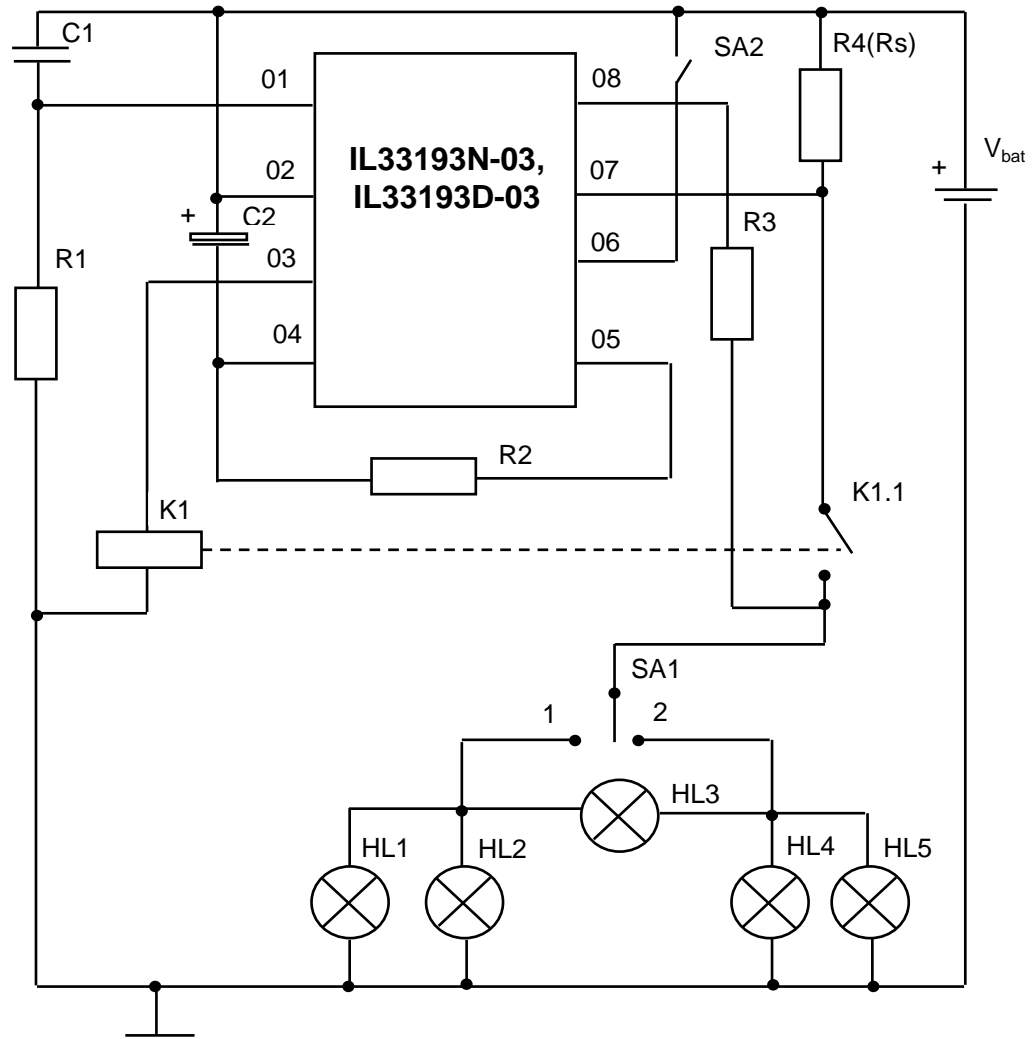 C1
SA2
R4(Rs)
01
08
IL33193N-03,
IL33193D-03
Vbat
+
02
07
+
C2
R3
06
R1
03
04
05
R2
K1
K1.1
SA1
1
2
HL3
HL1
HL2
HL4
HL5